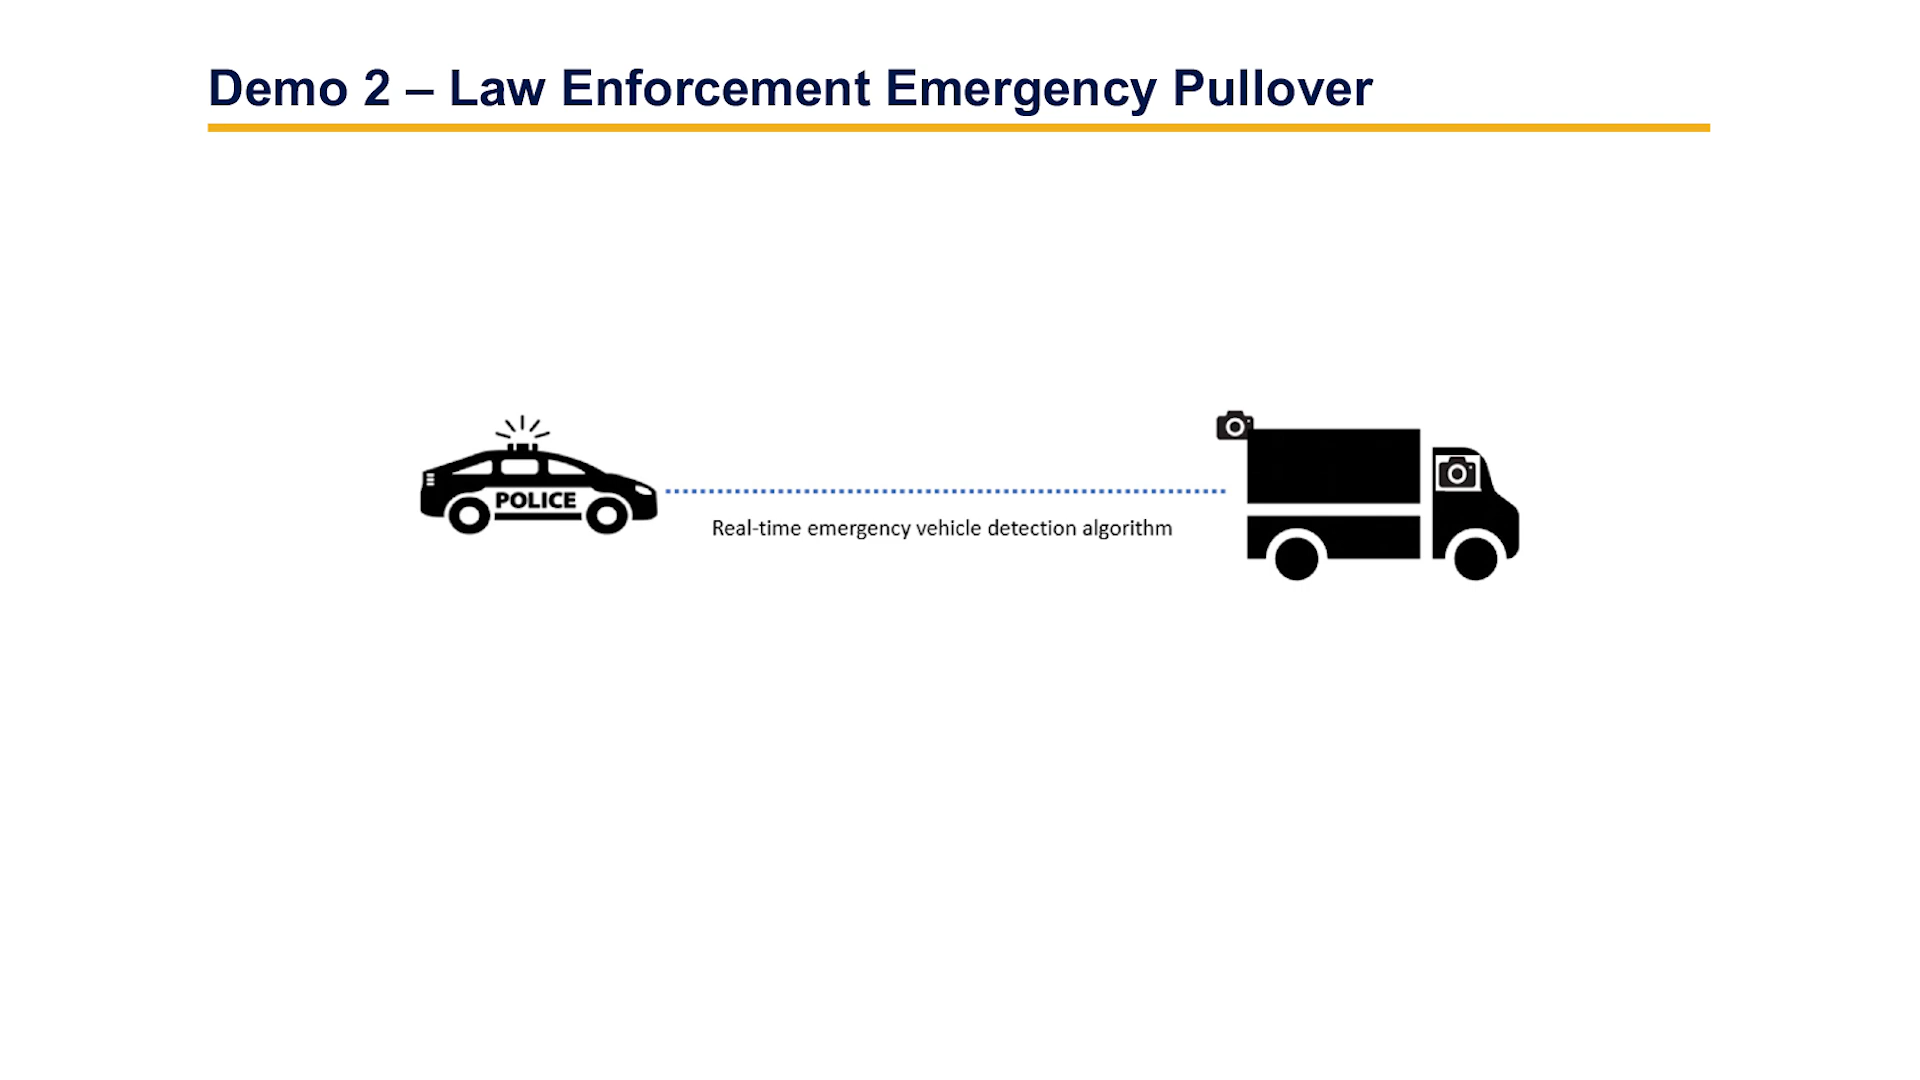 Demo 2 – Law Enforcement Emergency Pullover
POLICE
Real-time emergency vehicle detection algorithm